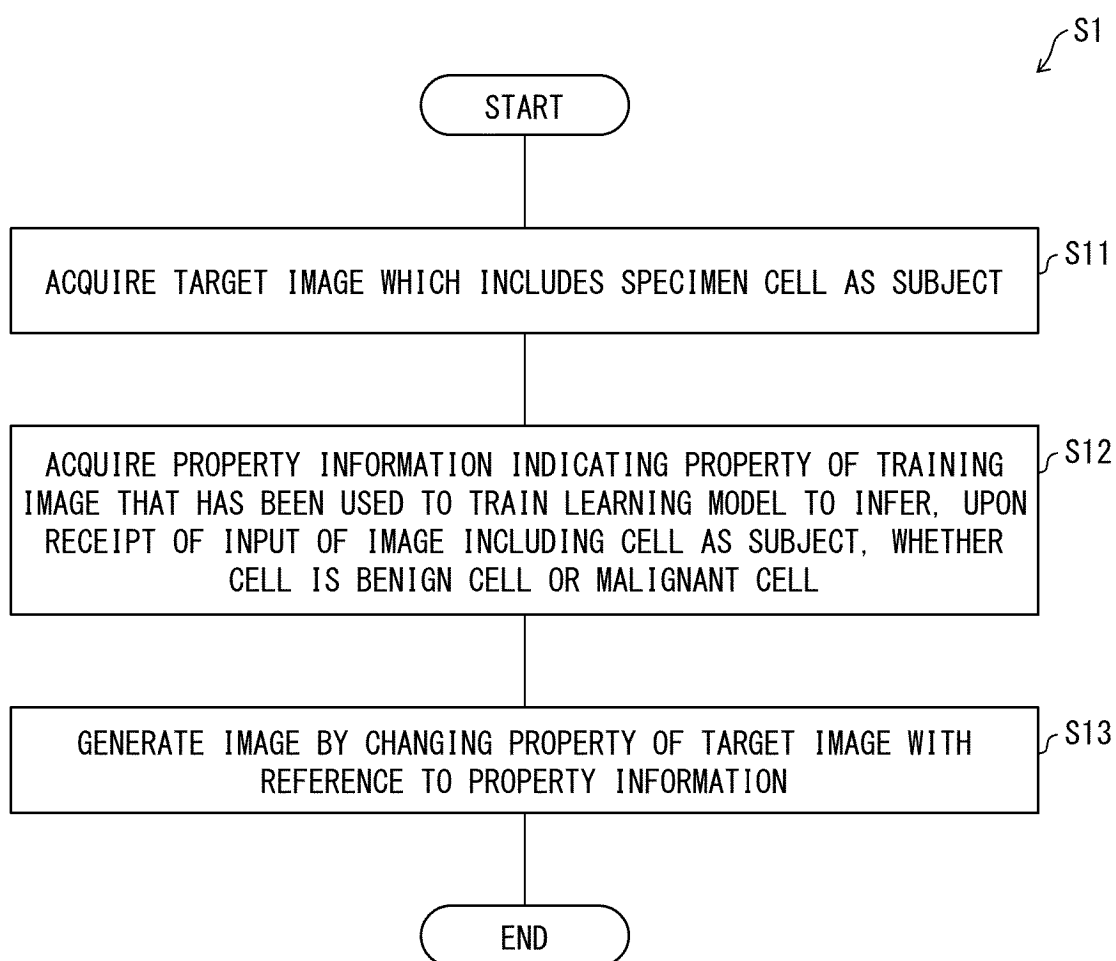 S1
START
ACQUIRE TARGET IMAGE WHICH INCLUDES SPECIMEN CELL AS SUBJECT
S11
ACQUIRE PROPERTY INFORMATION INDICATING PROPERTY OF TRAINING
IMAGE THAT HAS BEEN USED TO TRAIN LEARNING MODEL TO INFER, UPON
RECEIPT OF INPUT OF IMAGE INCLUDING CELL AS SUBJECT, WHETHER
CELL IS BENIGN CELL OR MALIGNANT CELL
S12
GENERATE IMAGE BY CHANGING PROPERTY OF TARGET IMAGE WITH
REFERENCE TO PROPERTY INFORMATION
S13
END